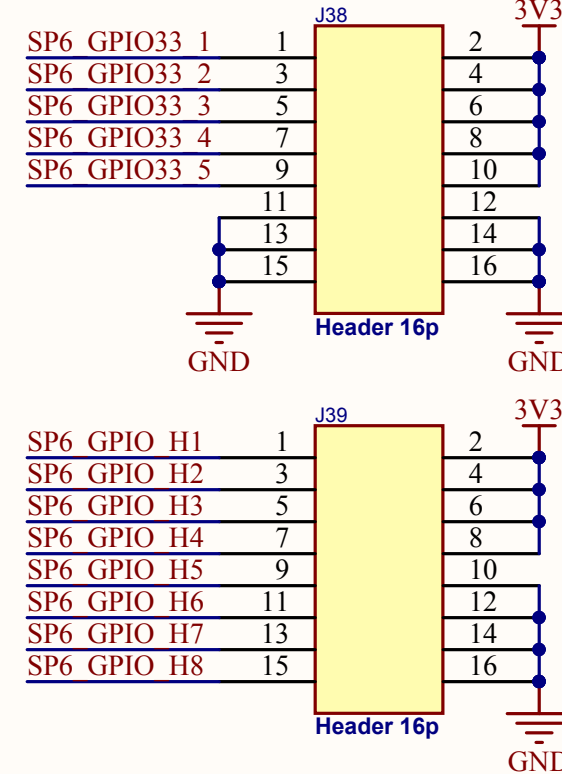 J38 3V3
SP6_GPIO33_1 1 2
SP6_GPIO33_2 3 4
SP6_GPIO33_3 5 6
SP6_GPIO33_4 7 8
SP6_GPIO33_5 9 10
11 12
13 14
15 16
Header 16p
GND GND
J39 3V3
SP6_GPIO_H1 1 2
SP6_GPIO_H2 3 4
SP6_GPIO_H3 5 6
SP6_GPIO_H4 7 8
SP6_GPIO_H5 9 10
SP6_GPIO_H6 11 12
SP6_GPIO_H7 13 14
SP6_GPIO_H8 15 16
Header 16p
GND